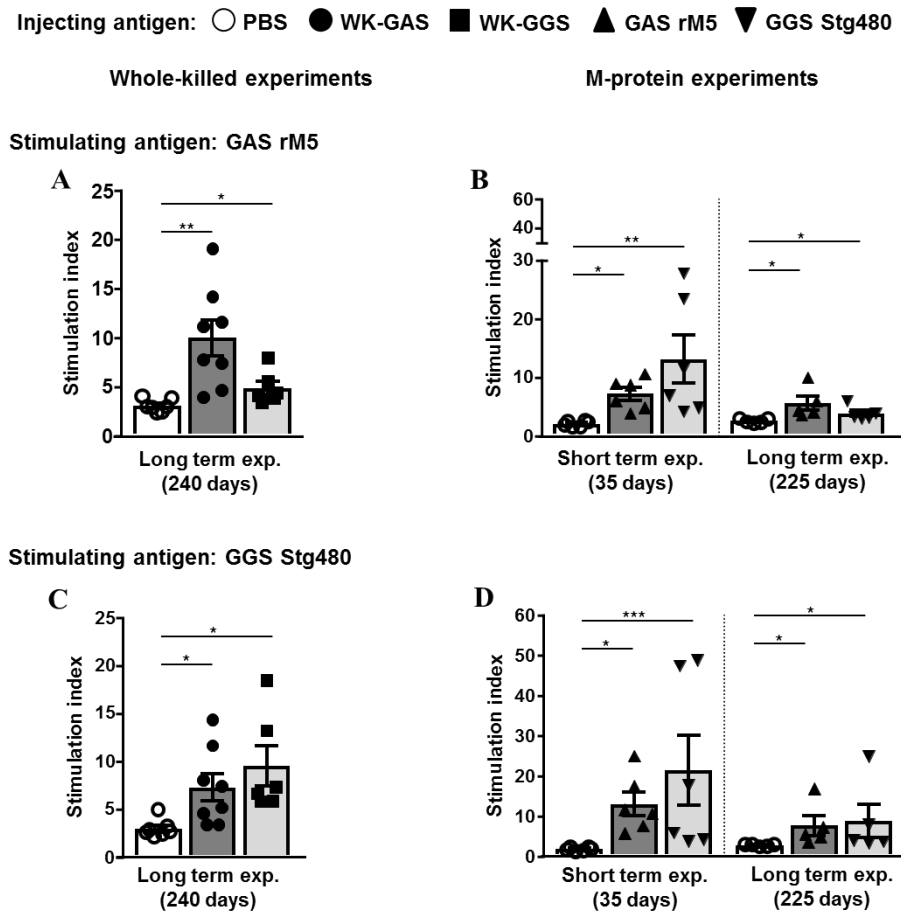 Injecting antigen: PBS WK-GAS WK-GGS GAS rM5 GGS Stg480
Whole-killed experiments
M-protein experiments
Stimulating antigen: GAS rM5
A
Stimulation index
25
20
15
10
5
0
*
**
Long term exp.
(240 days)
B
Stimulation index
60
40
30
20
10
0
**
*
*
*
Short term exp.
(35 days)
Long term exp.
(225 days)
Stimulating antigen: GGS Stg480
C
Stimulation index
25
20
15
10
5
0
*
*
Long term exp.
(240 days)
D
Stimulation index
60
50
40
30
20
10
0
***
*
*
*
Short term exp.
(35 days)
Long term exp.
(225 days)